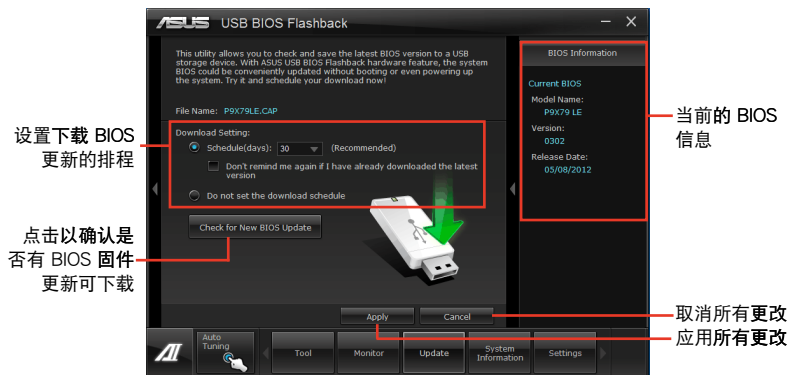 ASUS USB BIOS Flashback
This utility allows you to check and save the latest BIOS version to a USB
storage device. With ASUS USB BIOS Flashback hardware feature, the system
BIOS could be conveniently updated without booting or even powering up
the system. Try it and schedule your download now!
File Name: P9X79LE.CAP
Download Setting:
Schedule(days): 30 (Recommended)
Don't remind me again if I have already downloaded the latest
version
Do not set the download schedule
Check for New BIOS Update
Apply Cancel
BIOS Information
Current BIOS
Model Name:
P9X79 LE
Version:
0302
Release Date:
05/08/2012
Auto
Tuning
Tool
Monitor
Update
System
Information
Settings
设置下载 BIOS
更新的排程
点击以确认是
否有 BIOS 固件
更新可下载
当前的 BIOS
信息
取消所有更改
应用所有更改